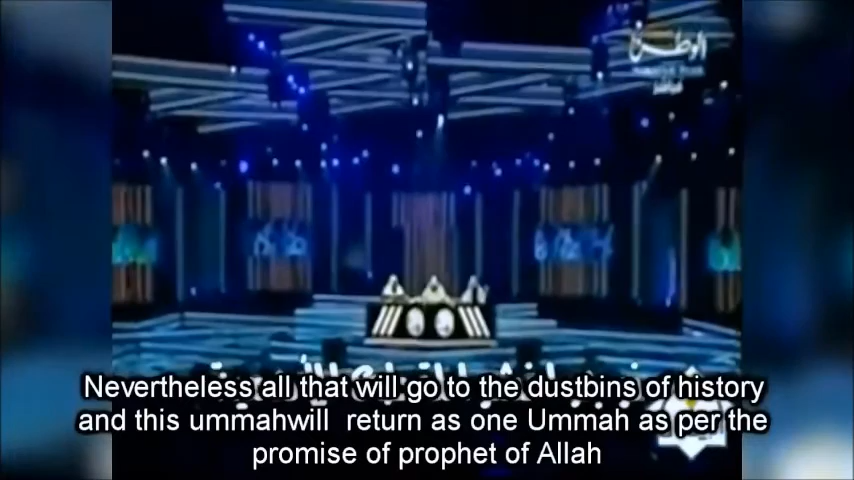 الوطن
Nevertheless all that will go to the dustbins of history
and this ummahwill return as one Ummah as per the
promise of prophet of Allah